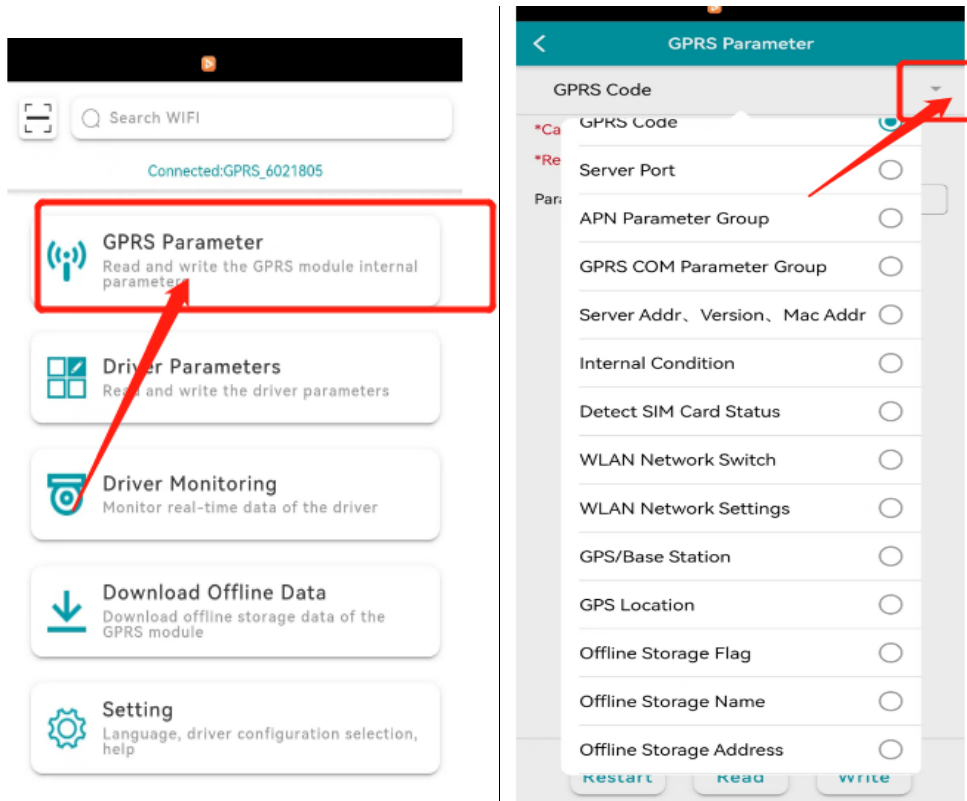 Search WIFI
Connected:GPRS_6021805
GPRS Parameter
Read and write the GPRS module internal
parameters
Driver Parameters
Read and write the driver parameters
Driver Monitoring
Monitor real-time data of the driver
Download Offline Data
Download offline storage data of the
GPRS module
Setting
Language, driver configuration selection,
help
GPRS Parameter
GPRS Code
*Ca
GPRS Code
*Re
Server Port
Para
APN Parameter Group
GPRS COM Parameter Group
Server Addr、Version、Mac Addr
Internal Condition
Detect SIM Card Status
WLAN Network Switch
WLAN Network Settings
GPS/Base Station
GPS Location
Offline Storage Flag
Offline Storage Name
Offline Storage Address
Restart Read Write